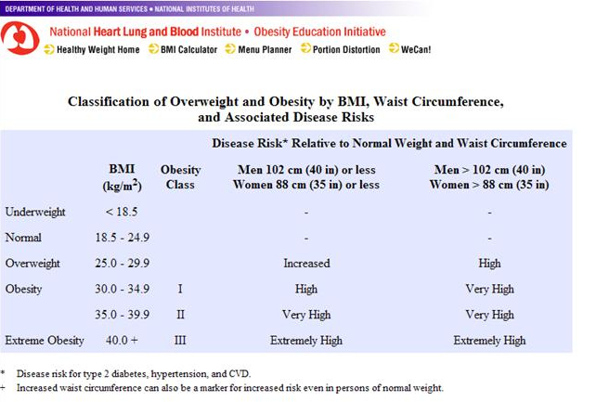 DEPARTMENT OF HEALTH AND HUMAN SERVICES • NATIONAL INSTITUTES OF HEALTH
National Heart Lung and Blood Institute • Obesity Education Initiative
Healthy Weight Home BMI Calculator Menu Planner Portion Distortion WeCan!
Classification of Overweight and Obesity by BMI, Waist Circumference,
and Associated Disease Risks
Disease Risk* Relative to Normal Weight and Waist Circumference
BMI Obesity Men 102 cm (40 in) or less Men > 102 cm (40 in)
(kg/m²) Class Women 88 cm (35 in) or less Women > 88 cm (35 in)
Underweight < 18.5 - -
Normal 18.5 - 24.9 - -
Overweight 25.0 - 29.9 Increased High
Obesity 30.0 - 34.9 I High Very High
35.0 - 39.9 II Very High Very High
Extreme Obesity 40.0 + III Extremely High Extremely High
* Disease risk for type 2 diabetes, hypertension, and CVD.
+ Increased waist circumference can also be a marker for increased risk even in persons of normal weight.